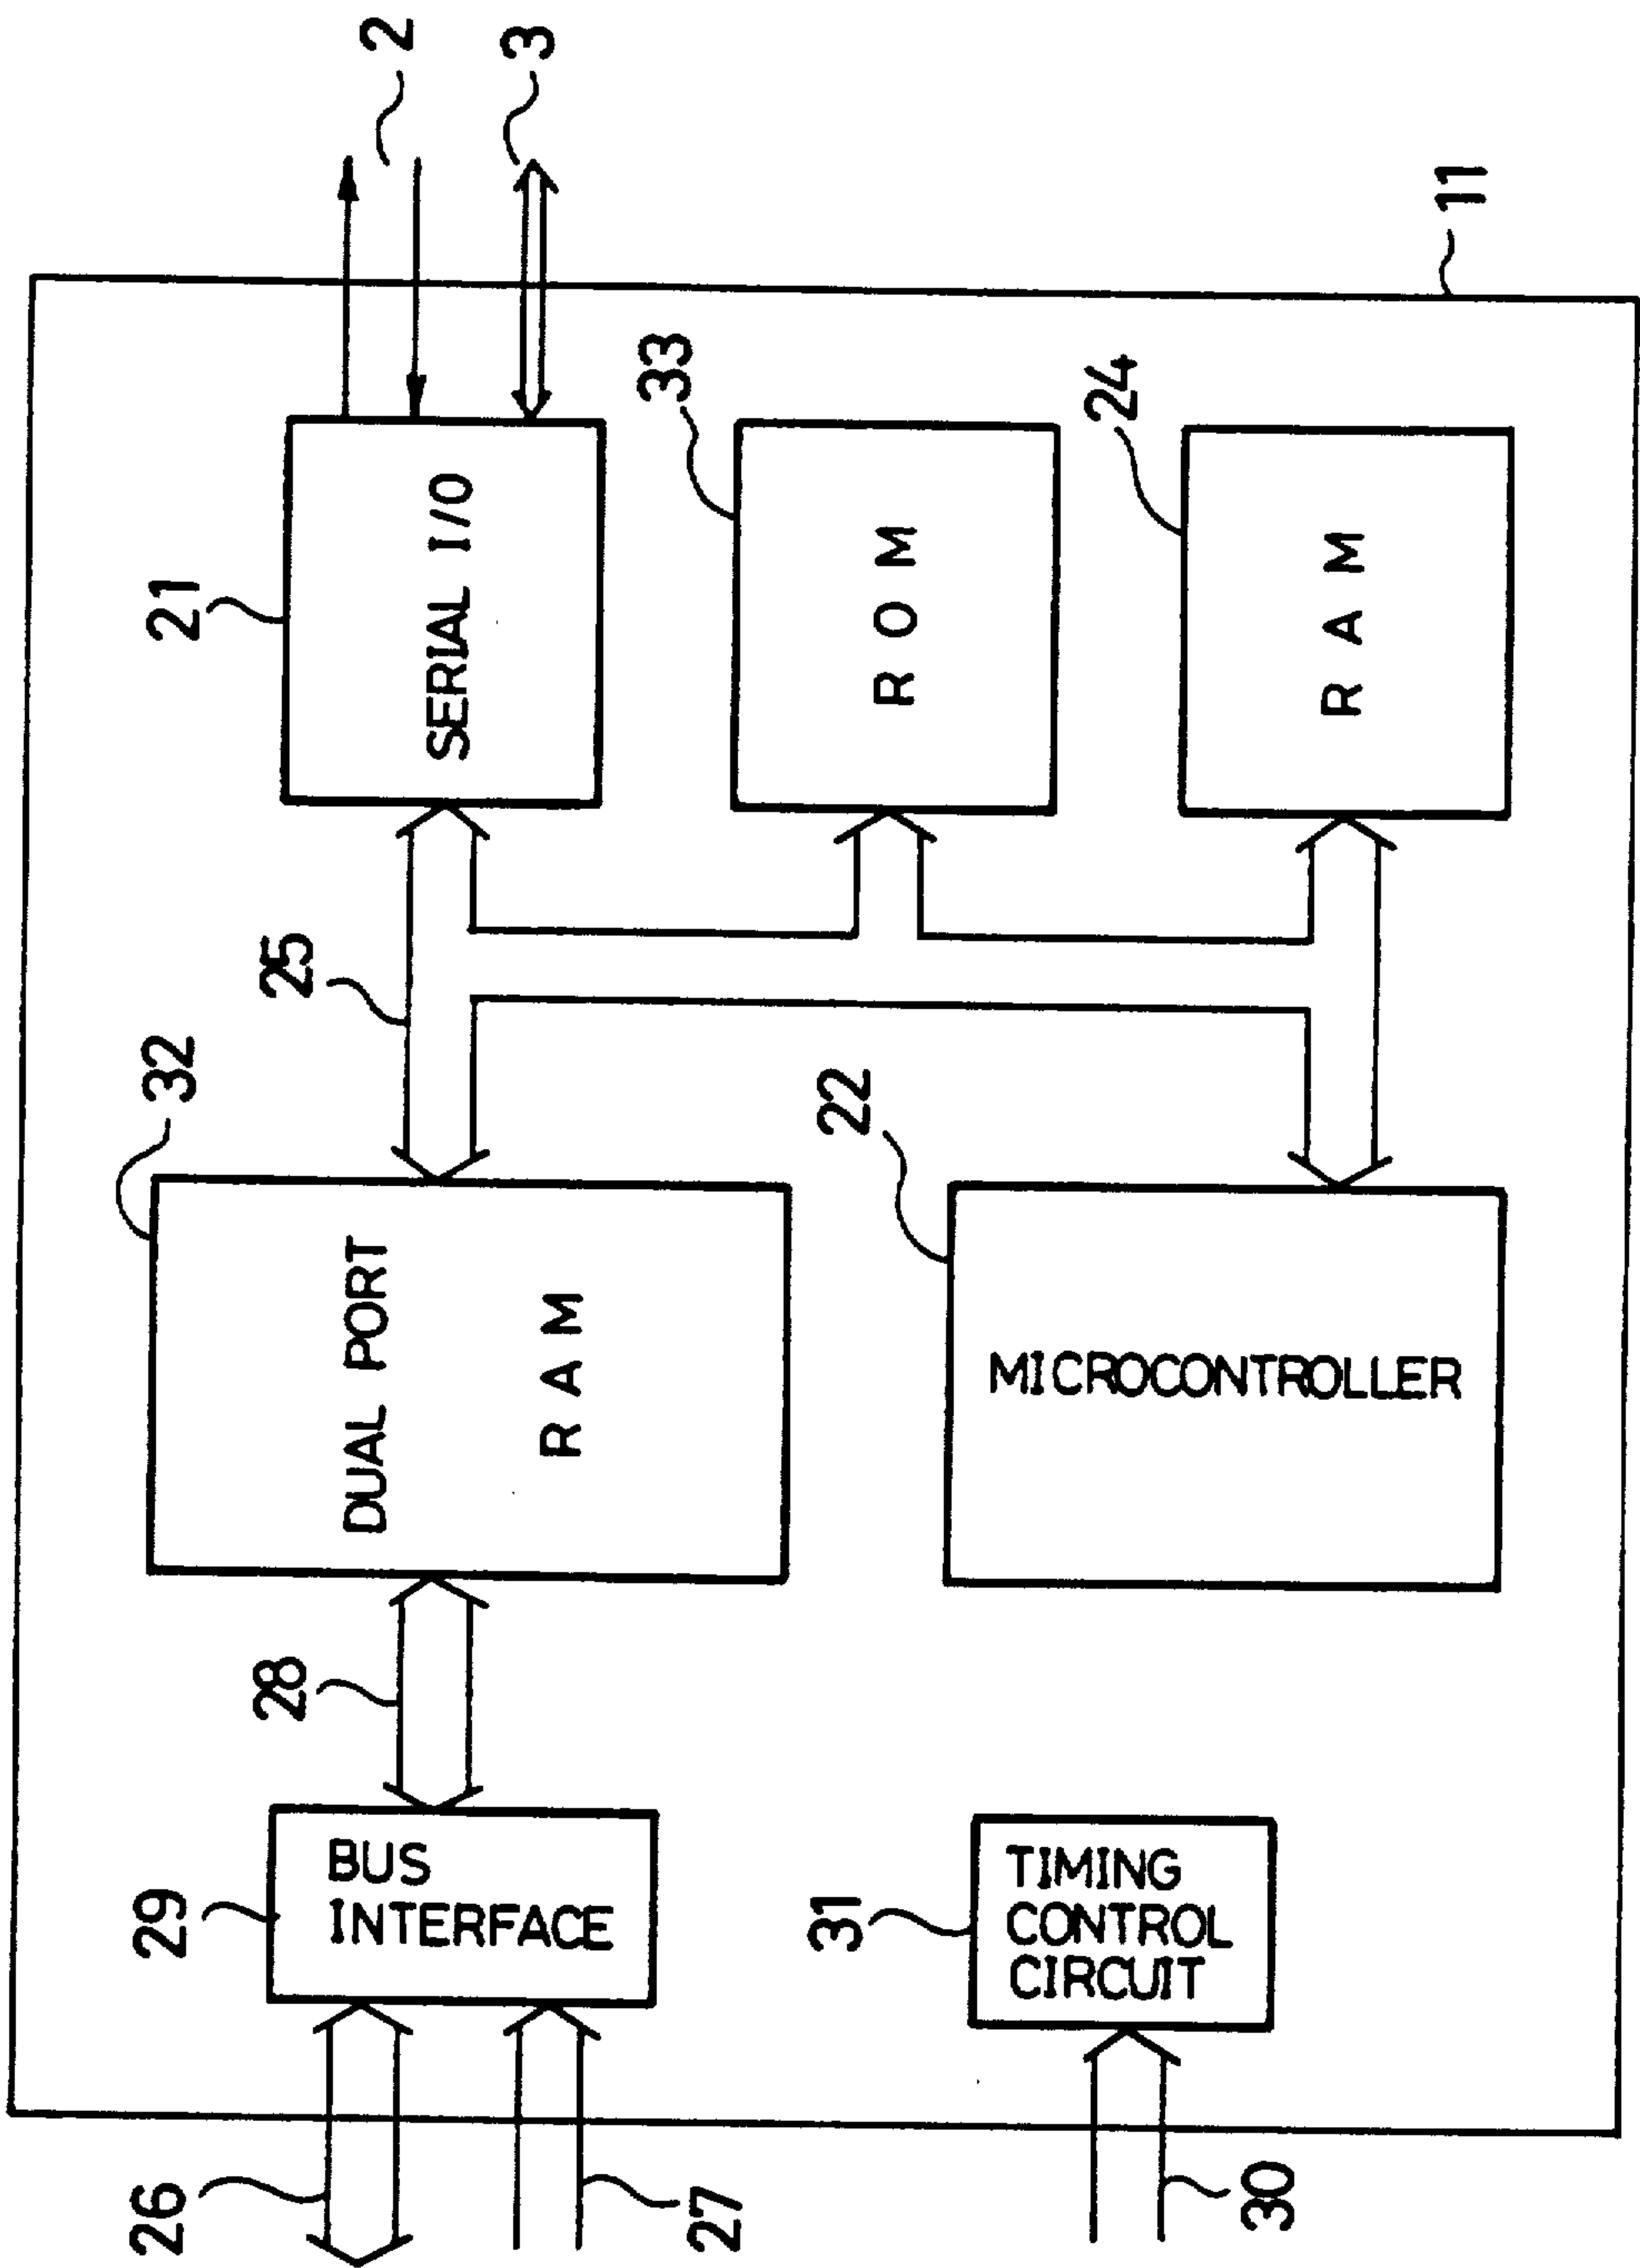 26
29
32
21
28
25
BUS
INTERFACE
DUAL PORT
RAM
SERIAL I/O
2
3
27
33
31
22
ROM
TIMING
CONTROL
CIRCUIT
MICROCONTROLLER
24
RAM
30
11